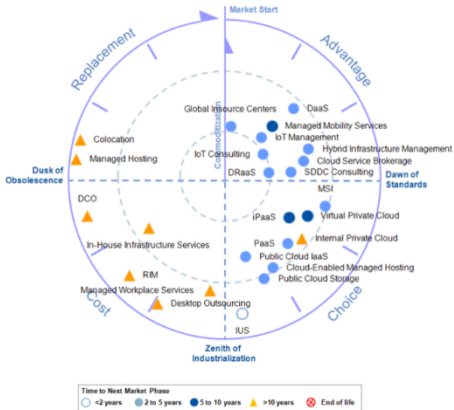 Market Start
Replacement
Advantage
Commoditization
DaaS
Global Insource Centers
Managed Mobility Services
IoT Management
Colocation
Hybrid Infrastructure Management
IoT Consulting
Managed Hosting
Cloud Service Brokerage
DRaaS
SDDC Consulting
Dusk of
Obsolescence
Dawn of
Standards
MSI
DCO
iPaaS
Virtual Private Cloud
In-House Infrastructure Services
Internal Private Cloud
PaaS
Public Cloud IaaS
RIM
Cloud-Enabled Managed Hosting
Managed Workplace Services
Public Cloud Storage
Desktop Outsourcing
Cost
Choice
IUS
Zenith of
Industrialization
Time to Next Market Phase
<2 years 2 to 5 years 5 to 10 years >10 years End of life